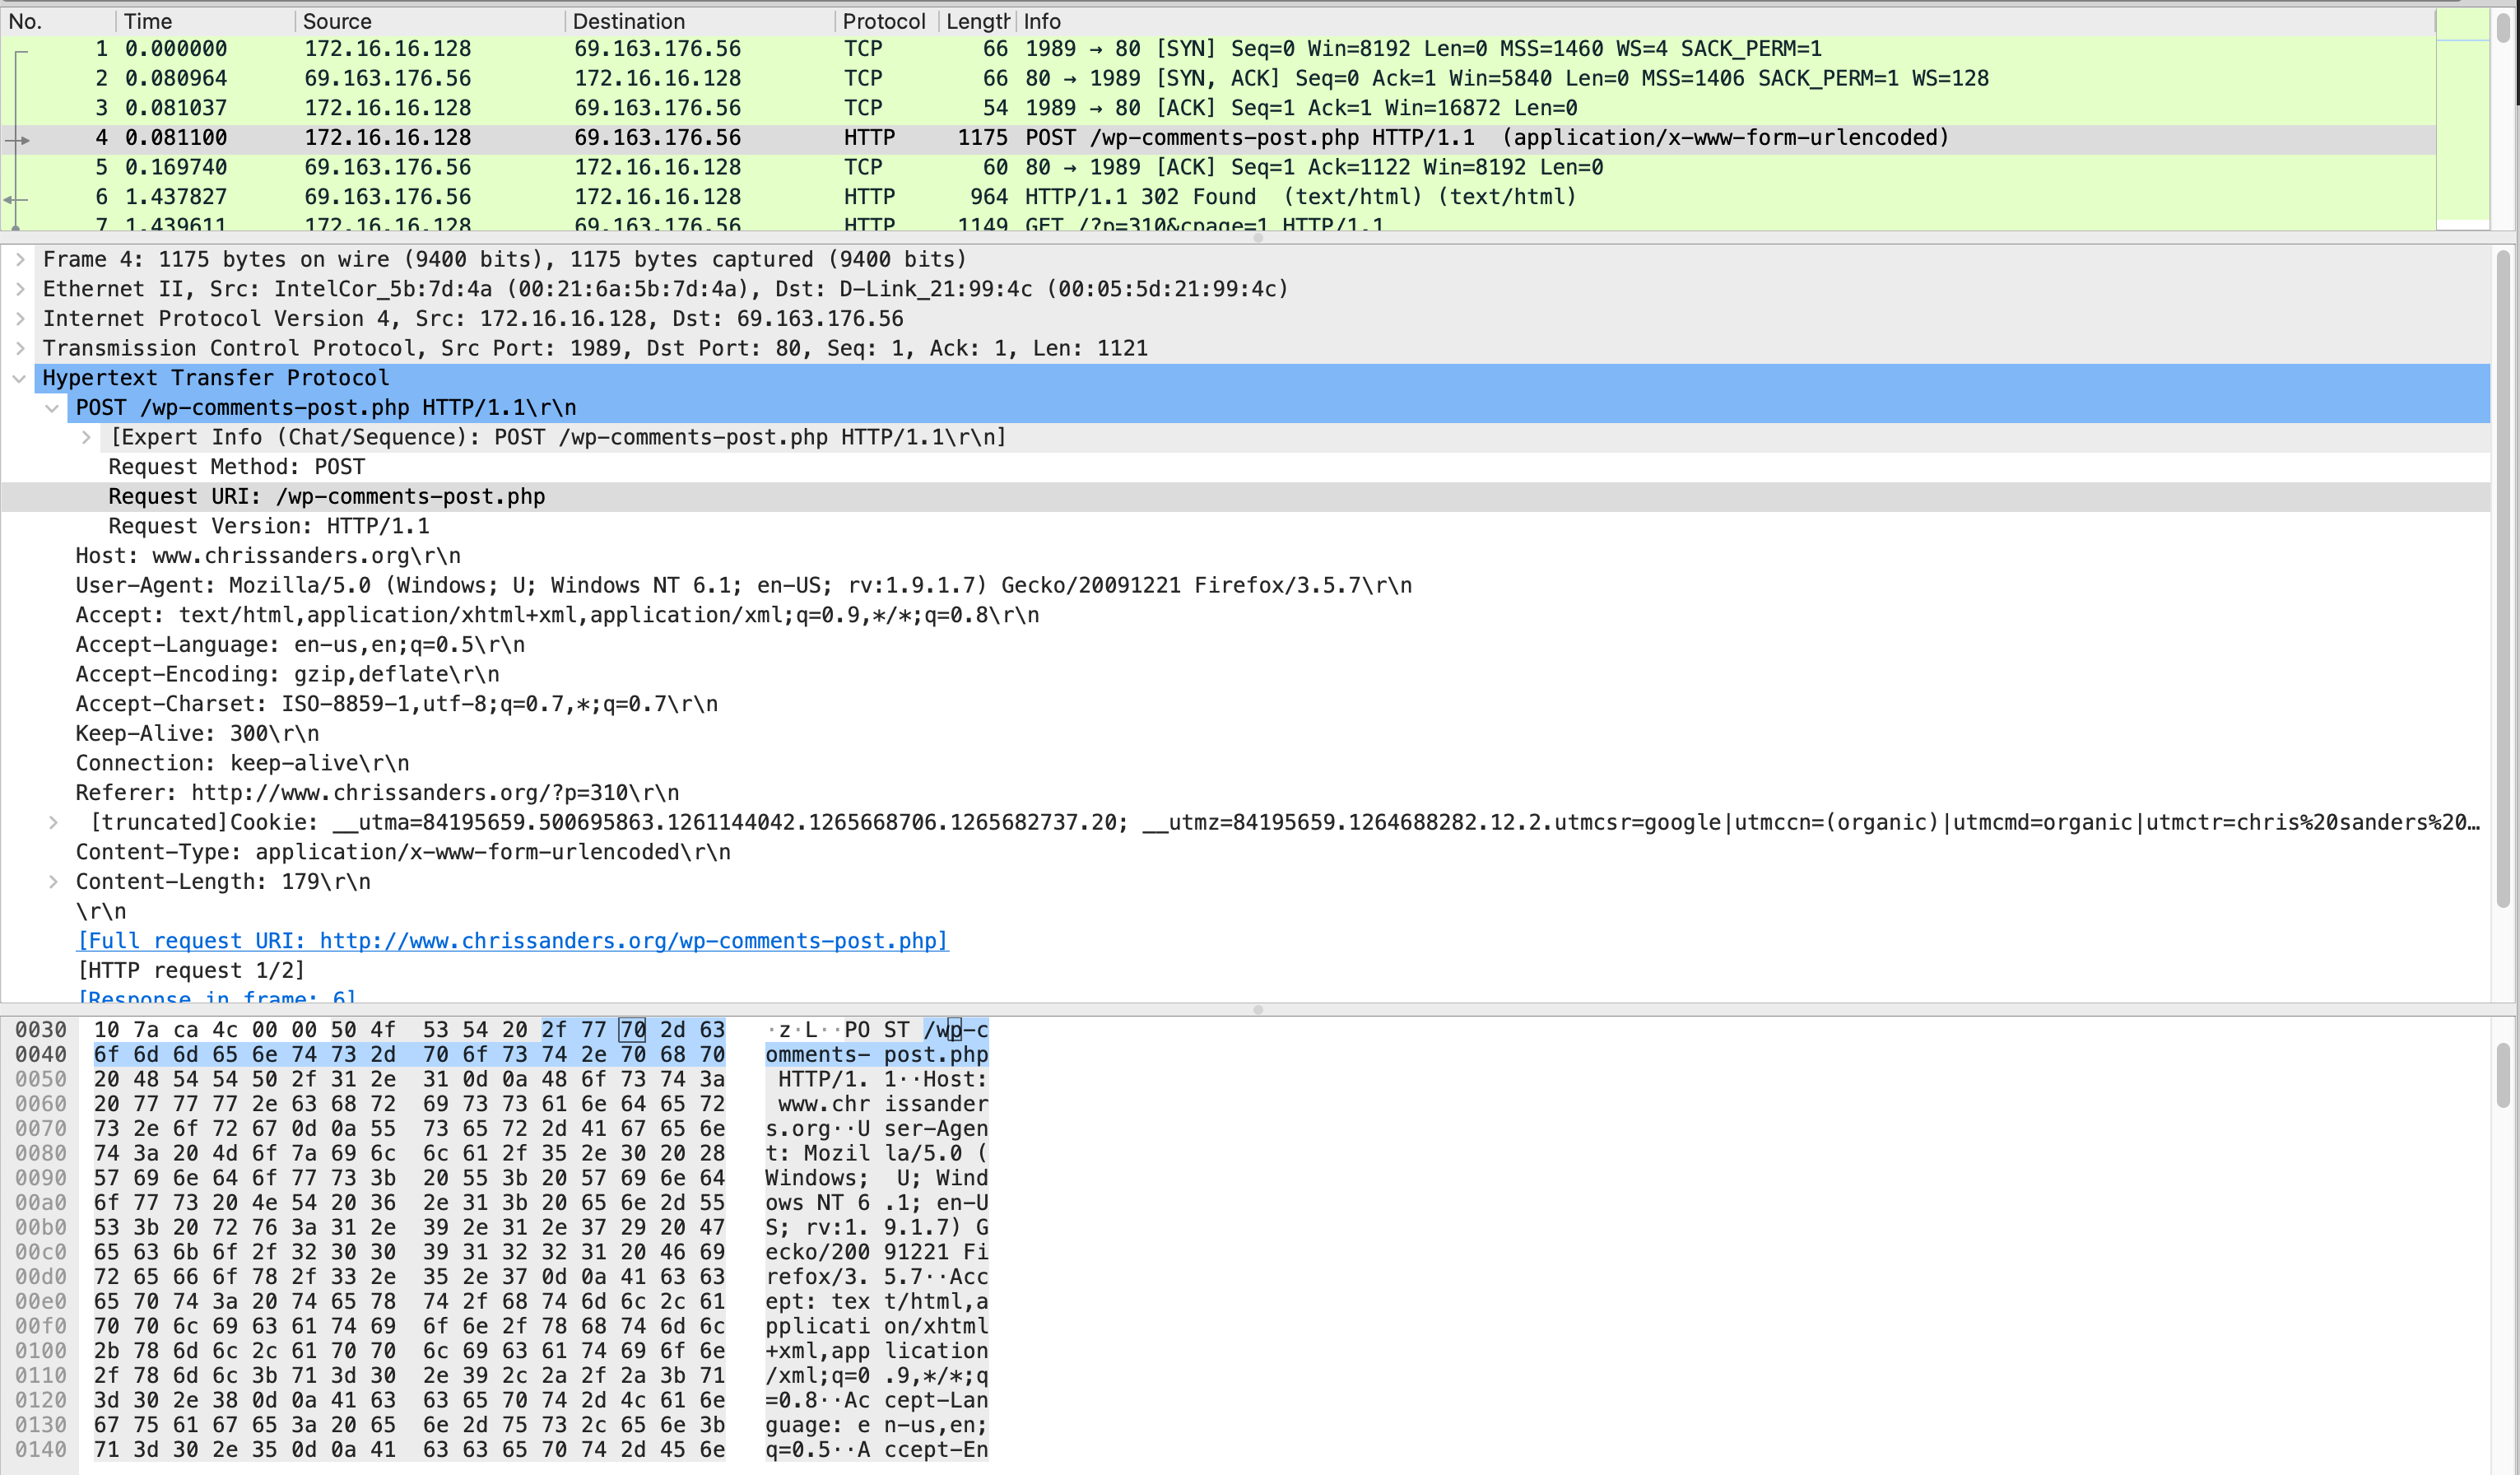 No. Time Source Destination Protocol Length Info
1 0.000000 172.16.16.128 69.163.176.56 TCP 66 1989 → 80 [SYN] Seq=0 Win=8192 Len=0 MSS=1460 WS=4 SACK_PERM=1
2 0.080964 69.163.176.56 172.16.16.128 TCP 66 80 → 1989 [SYN, ACK] Seq=0 Ack=1 Win=5840 Len=0 MSS=1406 SACK_PERM=1 WS=128
3 0.081037 172.16.16.128 69.163.176.56 TCP 54 1989 → 80 [ACK] Seq=1 Ack=1 Win=16872 Len=0
4 0.081100 172.16.16.128 69.163.176.56 HTTP 1175 POST /wp-comments-post.php HTTP/1.1 (application/x-www-form-urlencoded)
5 0.169740 69.163.176.56 172.16.16.128 TCP 60 80 → 1989 [ACK] Seq=1 Ack=1122 Win=8192 Len=0
6 1.437827 69.163.176.56 172.16.16.128 HTTP 964 HTTP/1.1 302 Found (text/html) (text/html)
7 1.439611 172.16.16.128 69.163.176.56 HTTP 1149 GET /?p=310&cpage=1 HTTP/1.1
Frame 4: 1175 bytes on wire (9400 bits), 1175 bytes captured (9400 bits)
Ethernet II, Src: IntelCor_5b:7d:4a (00:21:6a:5b:7d:4a), Dst: D-Link_21:99:4c (00:05:5d:21:99:4c)
Internet Protocol Version 4, Src: 172.16.16.128, Dst: 69.163.176.56
Transmission Control Protocol, Src Port: 1989, Dst Port: 80, Seq: 1, Ack: 1, Len: 1121
Hypertext Transfer Protocol
POST /wp-comments-post.php HTTP/1.1\r\n
[Expert Info (Chat/Sequence): POST /wp-comments-post.php HTTP/1.1\r\n]
Request Method: POST
Request URI: /wp-comments-post.php
Request Version: HTTP/1.1
Host: www.chrissanders.org\r\n
User-Agent: Mozilla/5.0 (Windows; U; Windows NT 6.1; en-US; rv:1.9.1.7) Gecko/20091221 Firefox/3.5.7\r\n
Accept: text/html,application/xhtml+xml,application/xml;q=0.9,*/*;q=0.8\r\n
Accept-Language: en-us,en;q=0.5\r\n
Accept-Encoding: gzip,deflate\r\n
Accept-Charset: ISO-8859-1,utf-8;q=0.7,*;q=0.7\r\n
Keep-Alive: 300\r\n
Connection: keep-alive\r\n
Referer: http://www.chrissanders.org/?p=310\r\n
[truncated]Cookie: __utma=84195659.500695863.1261144042.1265668706.1265682737.20; __utmz=84195659.1264688282.12.2.utmcsr=google|utmccn=(organic)|utmcmd=organic|utmctr=chris%20sanders%20…
Content-Type: application/x-www-form-urlencoded\r\n
Content-Length: 179\r\n
\r\n
[Full request URI: http://www.chrissanders.org/wp-comments-post.php]
[HTTP request 1/2]
[Response in frame: 6]
0030 10 7a ca 4c 00 00 50 4f 53 54 20 2f 77 70 2d 63 ·z·L··PO ST /wp-c
0040 6f 6d 6d 65 6e 74 73 2d 70 6f 73 74 2e 70 68 70 omments- post.php
0050 20 48 54 54 50 2f 31 2e 31 0d 0a 48 6f 73 74 3a HTTP/1. 1··Host:
0060 20 77 77 77 2e 63 68 72 69 73 73 61 6e 64 65 72 www.chr issander
0070 73 2e 6f 72 67 0d 0a 55 73 65 72 2d 41 67 65 6e s.org··U ser-Agen
0080 74 3a 20 4d 6f 7a 69 6c 6c 61 2f 35 2e 30 20 28 t: Mozil la/5.0 (
0090 57 69 6e 64 6f 77 73 3b 20 55 3b 20 57 69 6e 64 Windows; U; Wind
00a0 6f 77 73 20 4e 54 20 36 2e 31 3b 20 65 6e 2d 55 ows NT 6 .1; en-U
00b0 53 3b 20 72 76 3a 31 2e 39 2e 31 2e 37 29 20 47 S; rv:1. 9.1.7) G
00c0 65 63 6b 6f 2f 32 30 30 39 31 32 32 31 20 46 69 ecko/200 91221 Fi
00d0 72 65 66 6f 78 2f 33 2e 35 2e 37 0d 0a 41 63 63 refox/3. 5.7··Acc
00e0 65 70 74 3a 20 74 65 78 74 2f 68 74 6d 6c 2c 61 ept: tex t/html,a
00f0 70 70 6c 69 63 61 74 69 6f 6e 2f 78 68 74 6d 6c pplicati on/xhtml
0100 2b 78 6d 6c 2c 61 70 70 6c 69 63 61 74 69 6f 6e +xml,app lication
0110 2f 78 6d 6c 3b 71 3d 30 2e 39 2c 2a 2f 2a 3b 71 /xml;q=0 .9,*/*;q
0120 3d 30 2e 38 0d 0a 41 63 63 65 70 74 2d 4c 61 6e =0.8··Ac cept-Lan
0130 67 75 61 67 65 3a 20 65 6e 2d 75 73 2c 65 6e 3b guage: e n-us,en;
0140 71 3d 30 2e 35 0d 0a 41 63 63 65 70 74 2d 45 6e q=0.5··A ccept-En